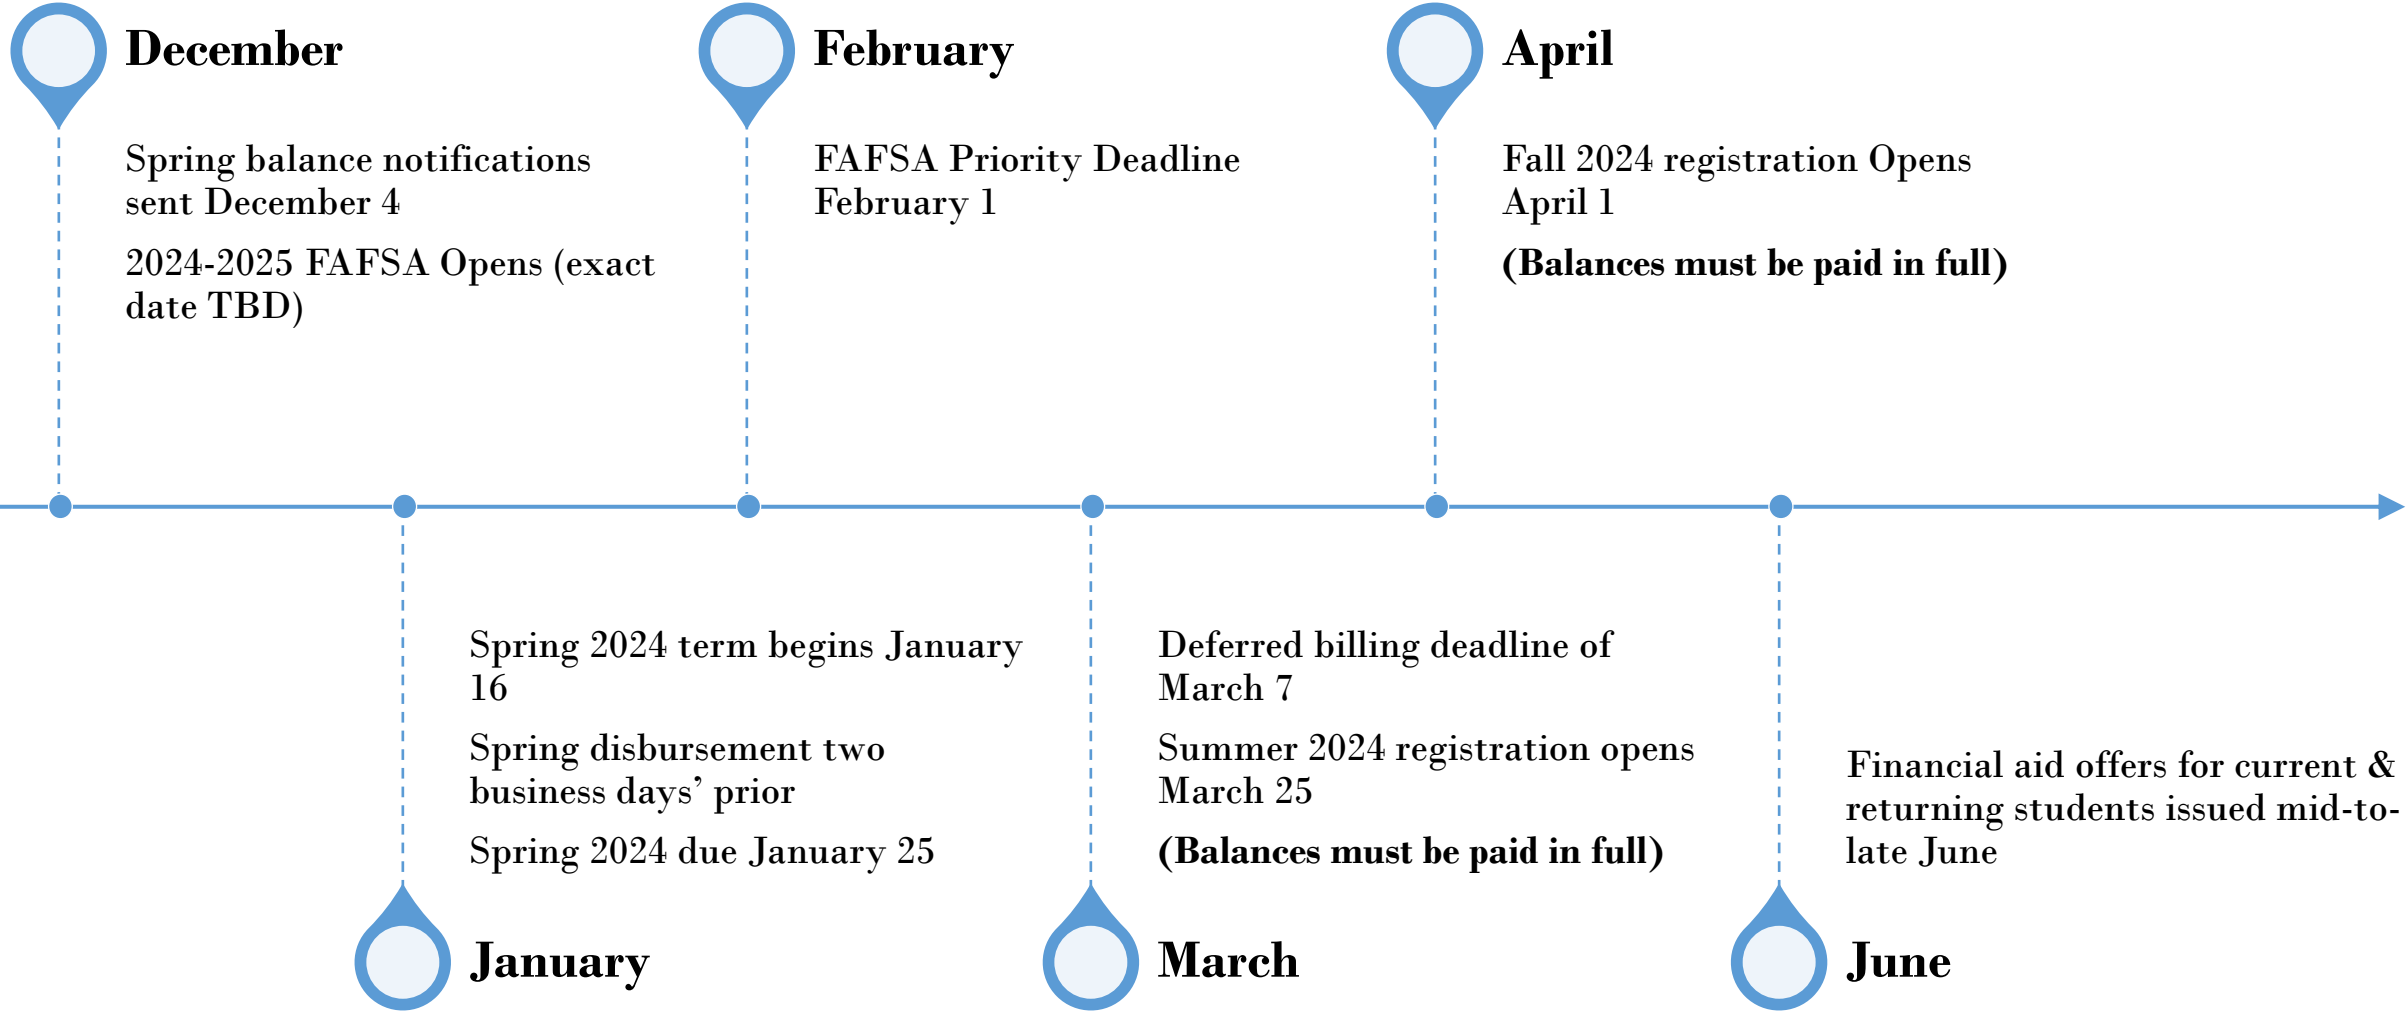 December
Spring balance notifications
sent December 4
2024-2025 FAFSA Opens (exact
date TBD)
February
FAFSA Priority Deadline
February 1
April
Fall 2024 registration Opens
April 1
(Balances must be paid in full)
Spring 2024 term begins January
16
Spring disbursement two
business days’ prior
Spring 2024 due January 25
January
Deferred billing deadline of
March 7
Summer 2024 registration opens
March 25
(Balances must be paid in full)
March
Financial aid offers for current &
returning students issued mid-to-
late June
June